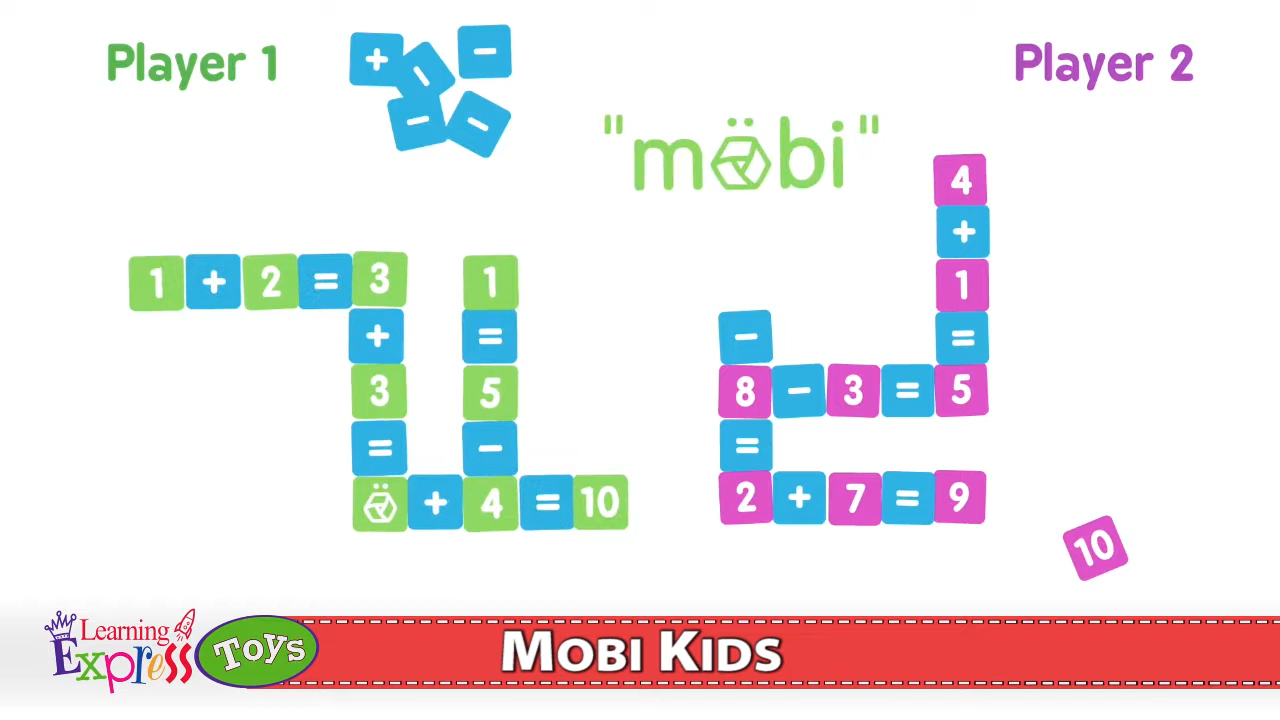 Player 1
+ - - - -
Player 2
"möbi"
4
+
1 + 2 = 3
1
1
+
=
-
=
3
5
8 - 3 = 5
=
-
=
+ 4 = 10
2 + 7 = 9
10
Learning
Express
Toys
MOBI KIDS